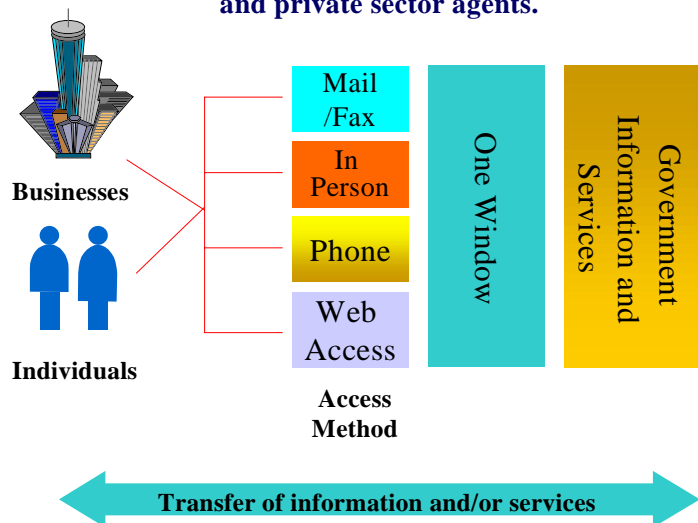 and private sector agents.
Businesses
Individuals
Mail
/Fax
In
Person
Phone
Web
Access
Access
Method
One Window
Government
Information and
Services
Transfer of information and/or services